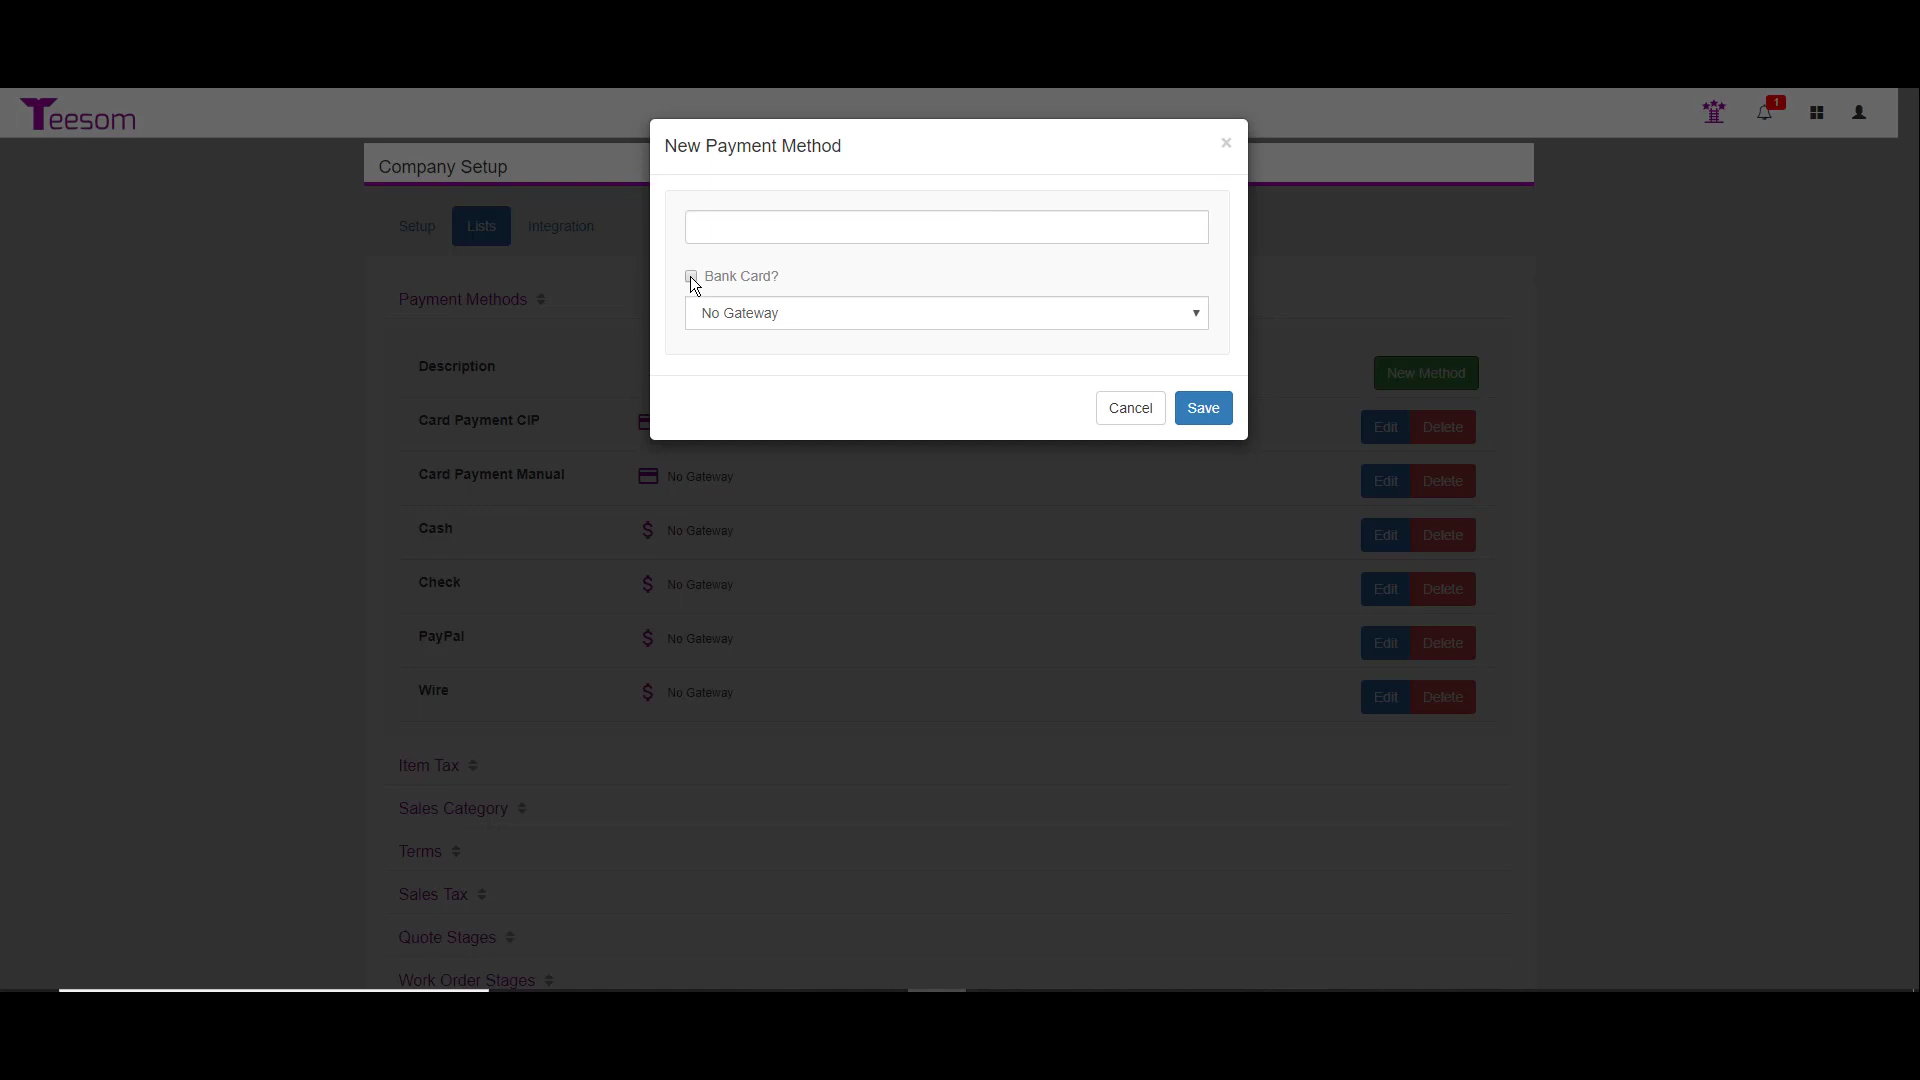 Teesom
1
New Payment Method
×
Company Setup
Setup
Lists
Integration
Bank Card?
Payment Methods
No Gateway
Description
New Method
Cancel
Save
Card Payment CIP
Edit
Delete
Card Payment Manual
No Gateway
Edit
Delete
Cash
$
No Gateway
Edit
Delete
Check
$
No Gateway
Edit
Delete
PayPal
$
No Gateway
Edit
Delete
Wire
$
No Gateway
Edit
Delete
Item Tax
Sales Category
Terms
Sales Tax
Quote Stages
Work Order Stages